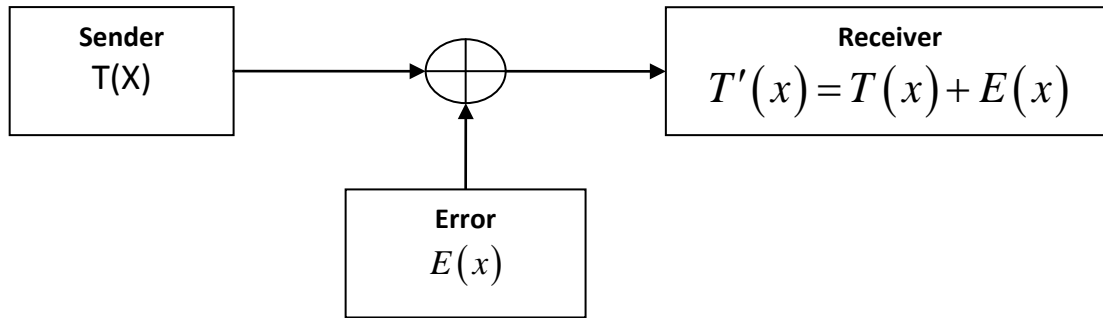 Sender
T(X)
Receiver
T'(x) = T(x) + E(x)
Error
E(x)